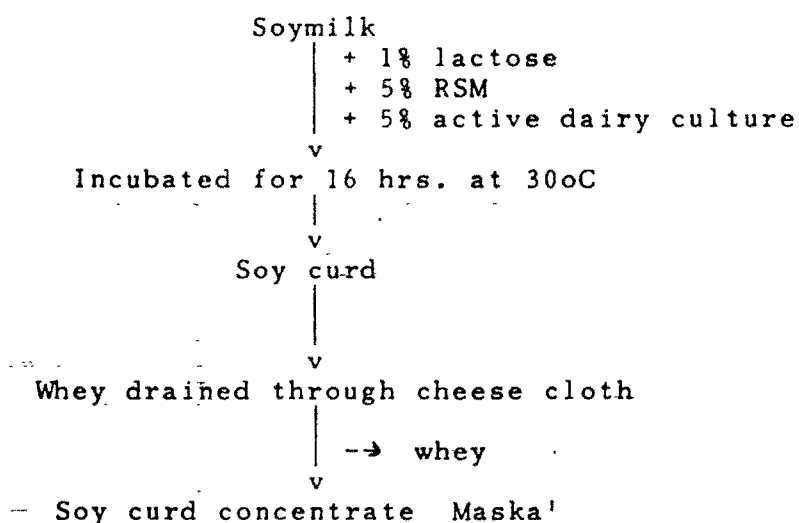 Soymilk
+ 1% lactose
+ 5% RSM
+ 5% active dairy culture
Incubated for 16 hrs. at 30oC
Soy curd
Whey drained through cheese cloth
whey
Soy curd concentrate Maska'